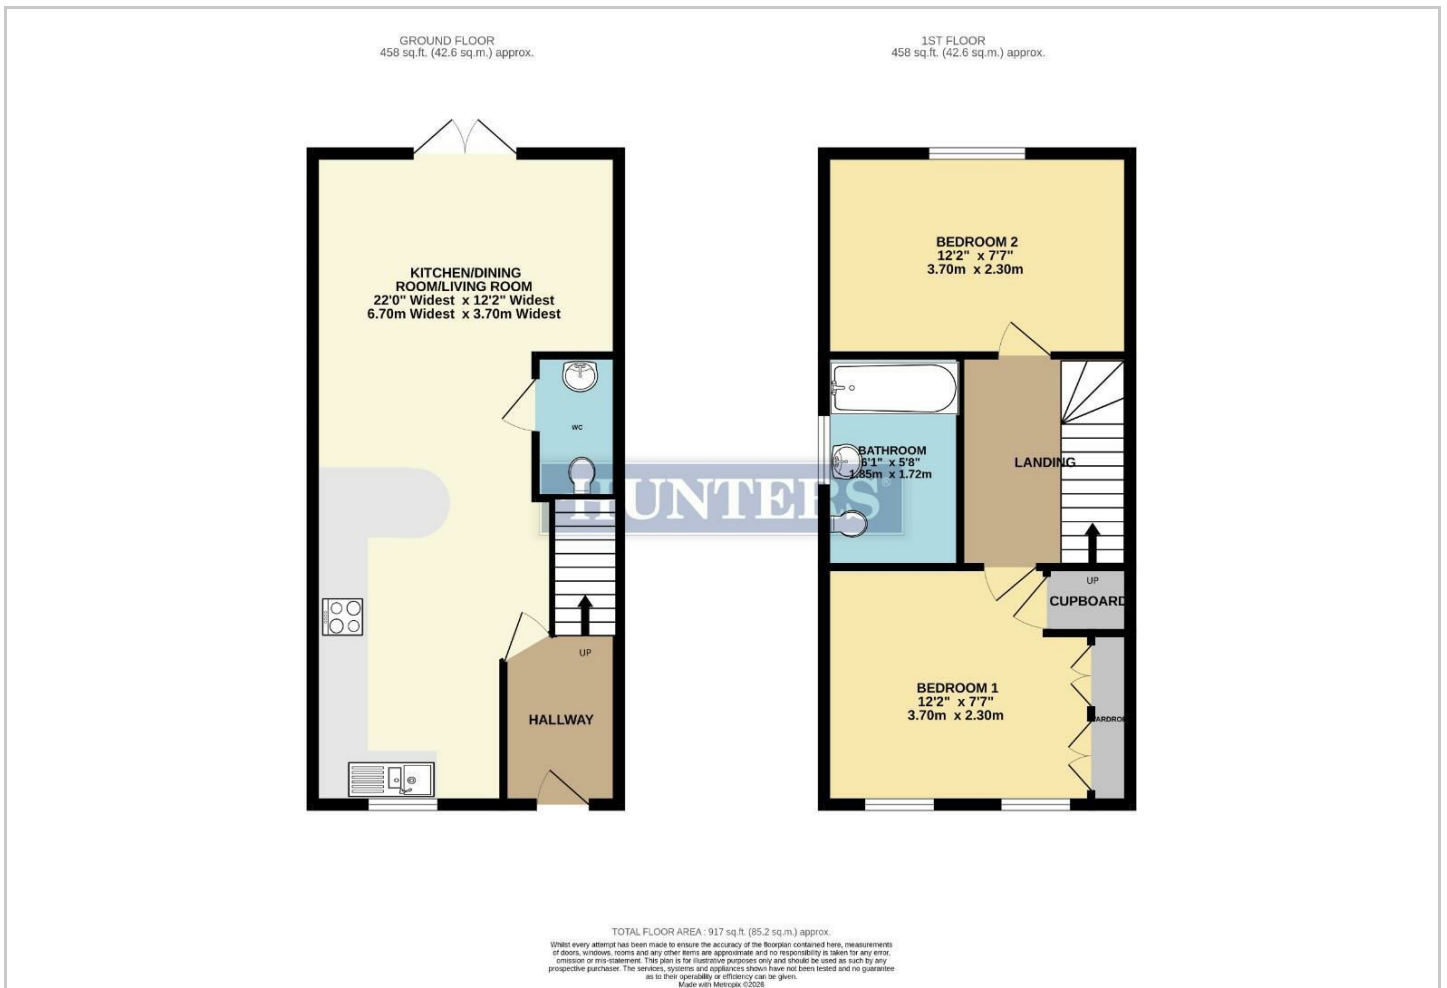 GROUND FLOOR
458 sq.ft. (42.6 sq.m.) approx.
KITCHEN/DINING
ROOM/LIVING ROOM
22'0" Widest x 12'2" Widest
6.70m Widest x 3.70m Widest
WC
UP
HALLWAY
1ST FLOOR
458 sq.ft. (42.6 sq.m.) approx.
BEDROOM 2
12'2" x 7'7"
3.70m x 2.30m
BATHROOM
6'1" x 5'8"
1.85m x 1.72m
LANDING
UP
CUPBOARD
BEDROOM 1
12'2" x 7'7"
3.70m x 2.30m
HUNTERS®
TOTAL FLOOR AREA : 917 sq.ft. (85.2 sq.m.) approx.
Whilst every attempt has been made to ensure the accuracy of the floorplan contained here, measurements
of doors, windows, rooms and any other items are approximate and no responsibility is taken for any error,
omission or mis-statement. This plan is for illustrative purposes only and should be used as such by any
prospective purchaser. The services, systems and appliances shown have not been tested and no guarantee
as to their operability or efficiency can be given.
Made with Metropix ©2026